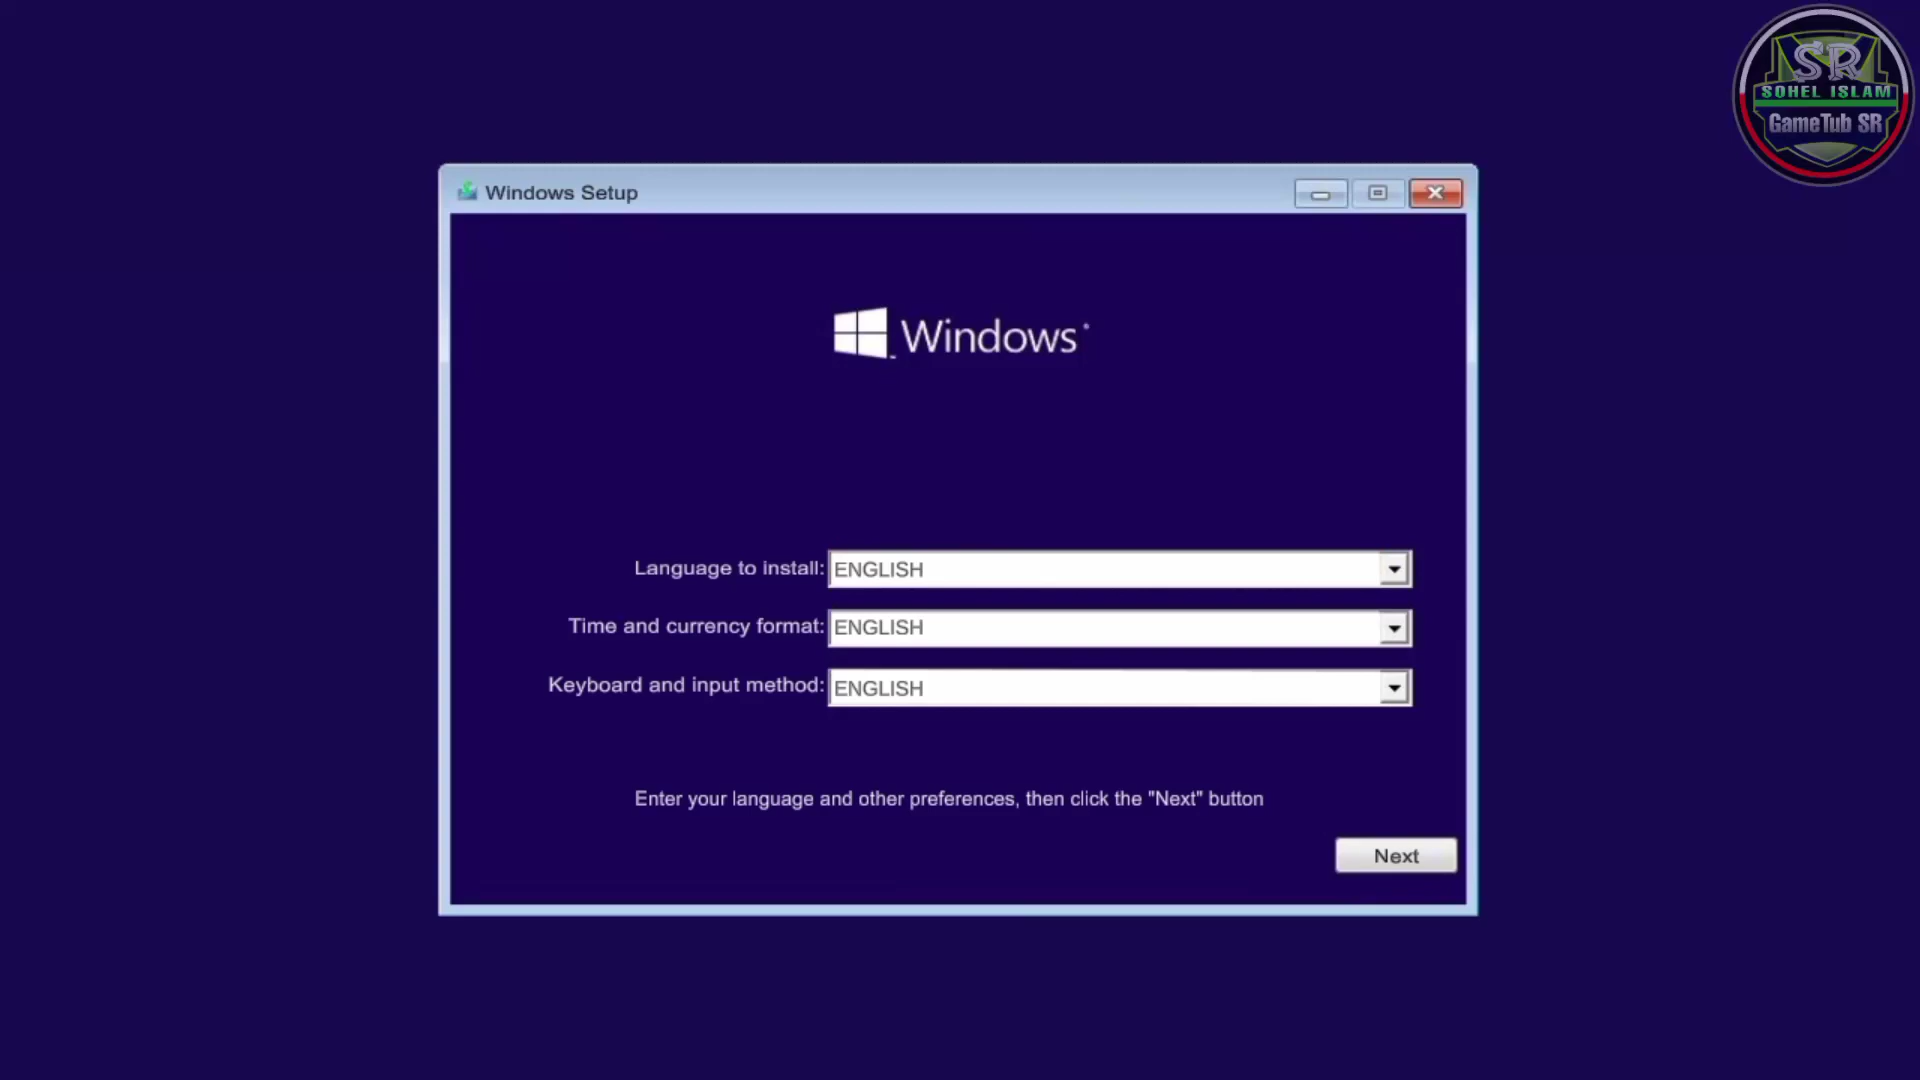 SR
SOHEL ISLAM
GameTub SR
Windows Setup
Windows
Language to install: ENGLISH
Time and currency format: ENGLISH
Keyboard and input method: ENGLISH
Enter your language and other preferences, then click the "Next" button
Next